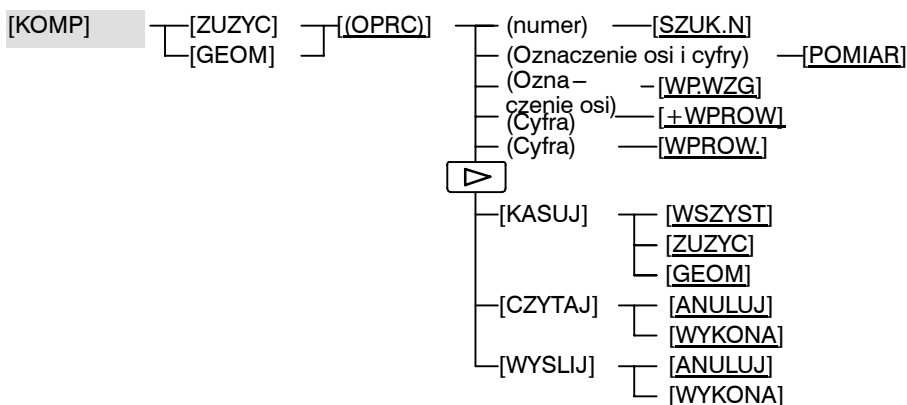 [KOMP] [ZUZYC] [(OPRC)] (numer) [SZUK.N]
[GEOM] (Oznaczenie osi i cyfry) [POMIAR]
(Ozna– [WP.WZG]
czenie osi)
(Cyfra) [+WPROW]
(Cyfra) [WPROW.]
[KASUJ] [WSZYST]
[ZUZYC]
[GEOM]
[CZYTAJ] [ANULUJ]
[WYKONA]
[WYSLIJ] [ANULUJ]
[WYKONA]